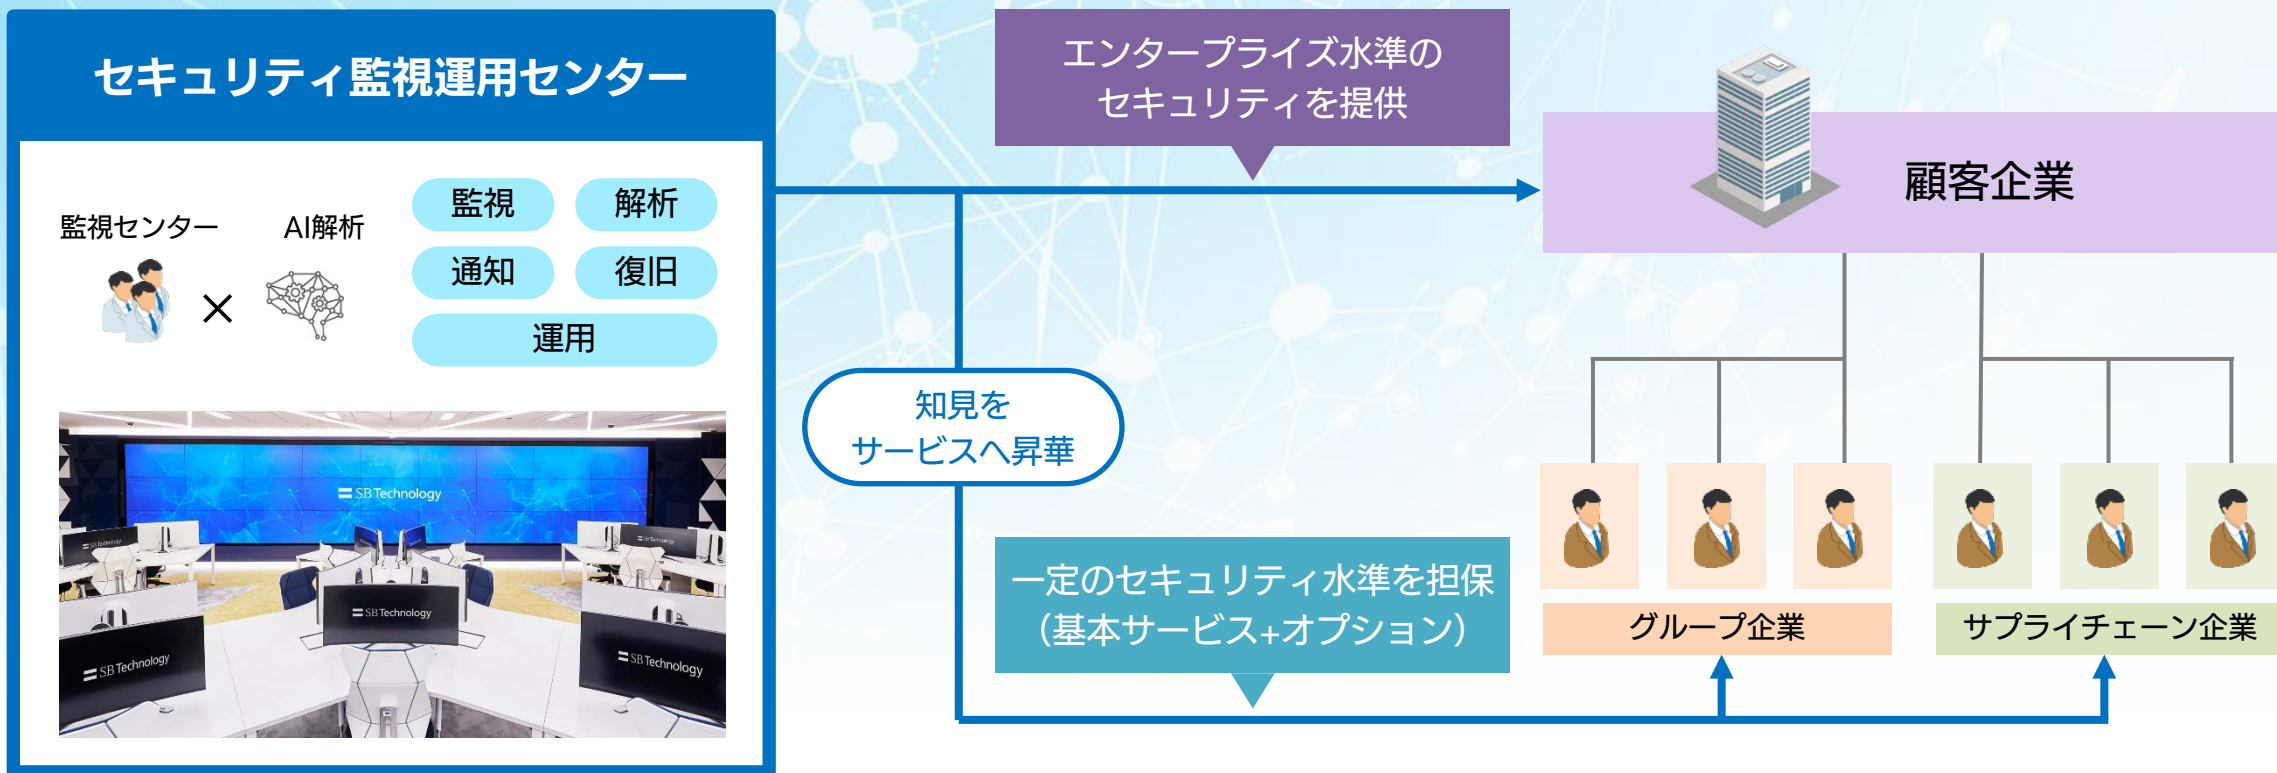 セキュリティ監視運用センター
監視センター
AI解析
×
監視
解析
通知
復旧
運用
SB Technology
SB Technology
SB Technology
SB Technology
SB Technology
SB Technology
エンタープライズ水準の
セキュリティを提供
知見を
サービスへ昇華
一定のセキュリティ水準を担保
（基本サービス+オプション）
顧客企業
グループ企業
サプライチェーン企業